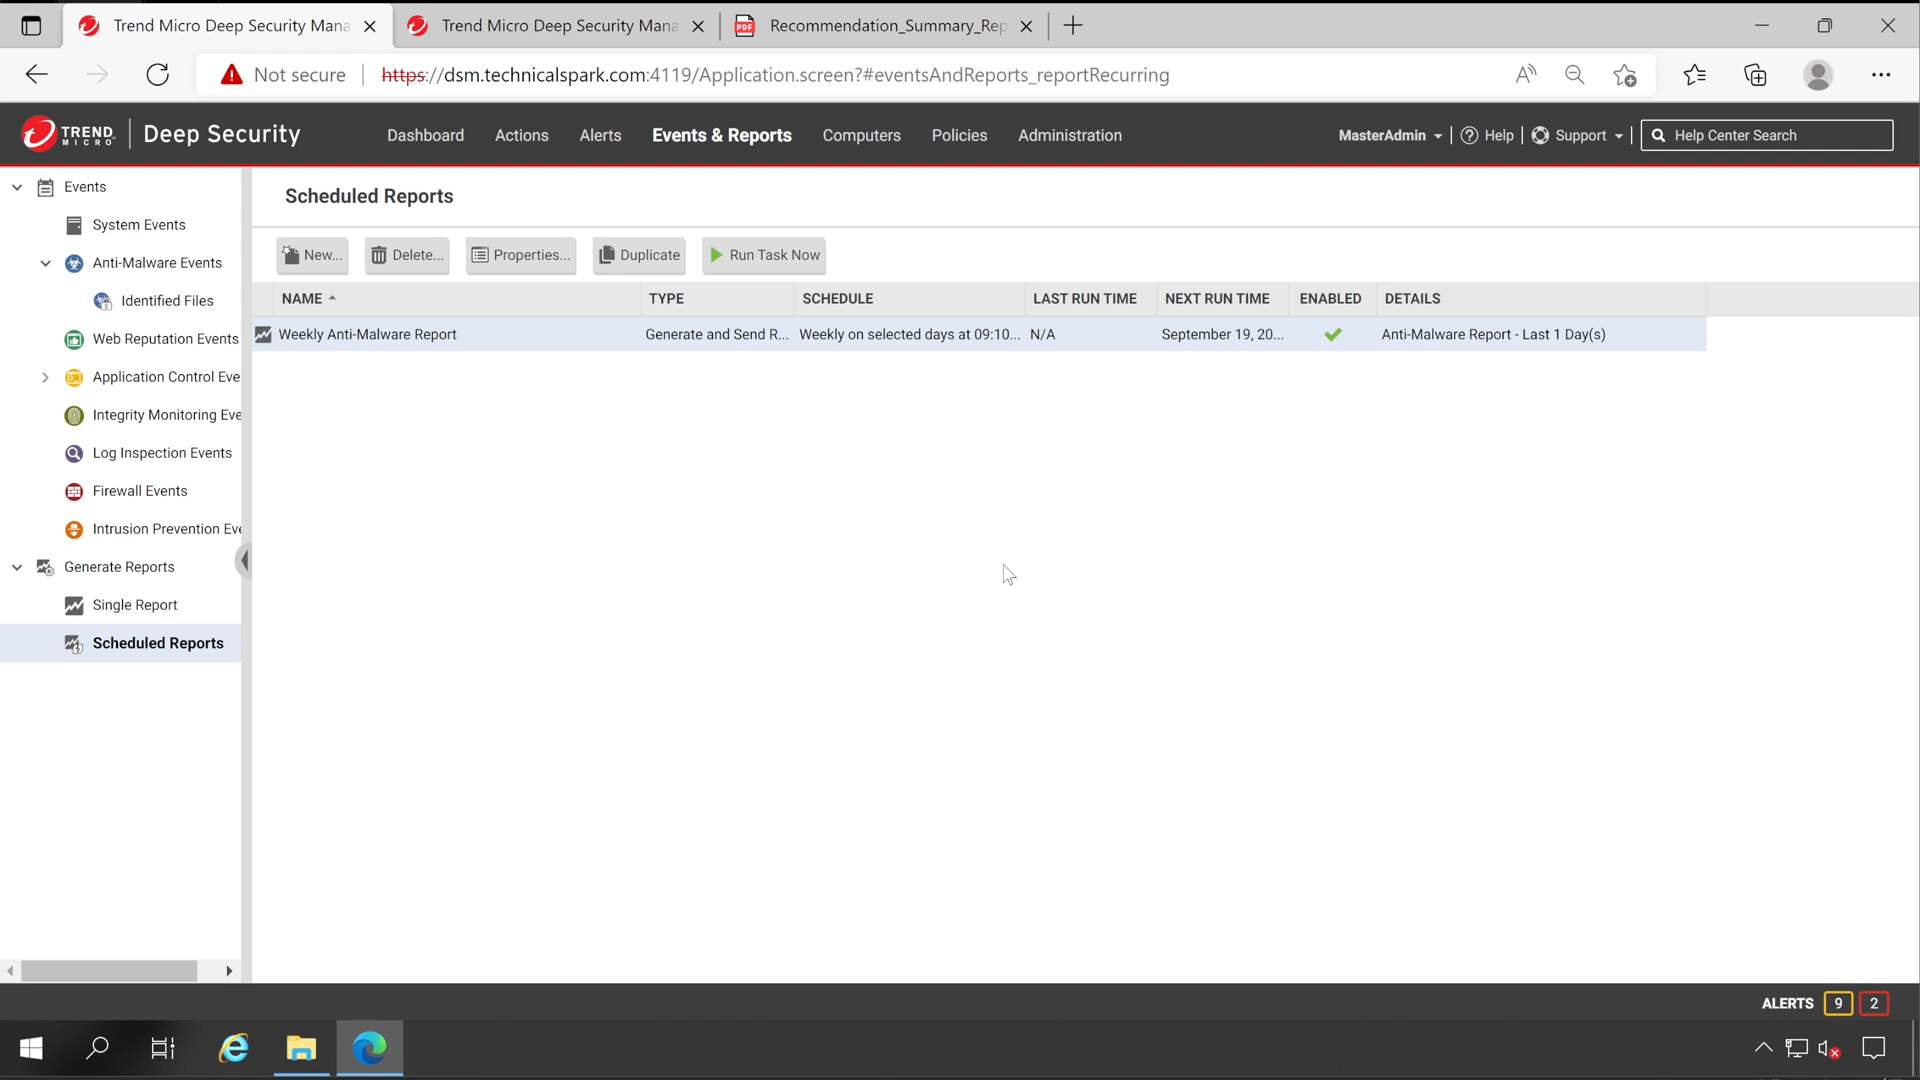 Trend Micro Deep Security Mana
Trend Micro Deep Security Mana
PDF
Recommendation_Summary_Rep
Not secure
https://dsm.technicalspark.com:4119/Application.screen?#eventsAndReports_reportRecurring
TREND MICRO
Deep Security
Dashboard
Actions
Alerts
Events & Reports
Computers
Policies
Administration
MasterAdmin
Help
Support
Help Center Search
Events
System Events
Anti-Malware Events
Identified Files
Web Reputation Events
Application Control Eve
Integrity Monitoring Eve
Log Inspection Events
Firewall Events
Intrusion Prevention Eve
Generate Reports
Single Report
Scheduled Reports
Scheduled Reports
New...
Delete...
Properties...
Duplicate
Run Task Now
NAME
TYPE
SCHEDULE
LAST RUN TIME
NEXT RUN TIME
ENABLED
DETAILS
Weekly Anti-Malware Report
Generate and Send R...
Weekly on selected days at 09:10...
N/A
September 19, 20...
Anti-Malware Report - Last 1 Day(s)
ALERTS
9
2